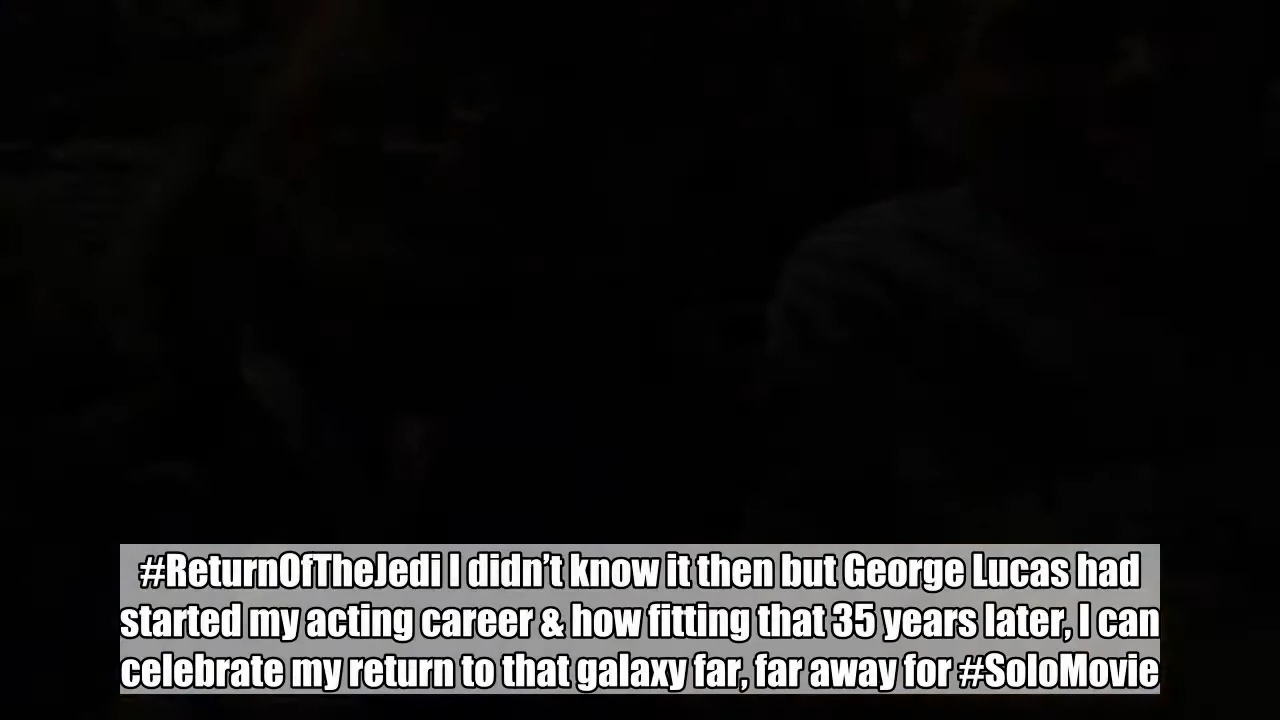 #ReturnOfTheJedi I didn’t know it then but George Lucas had
started my acting career & how fitting that 35 years later, I can
celebrate my return to that galaxy far, far away for #SoloMovie